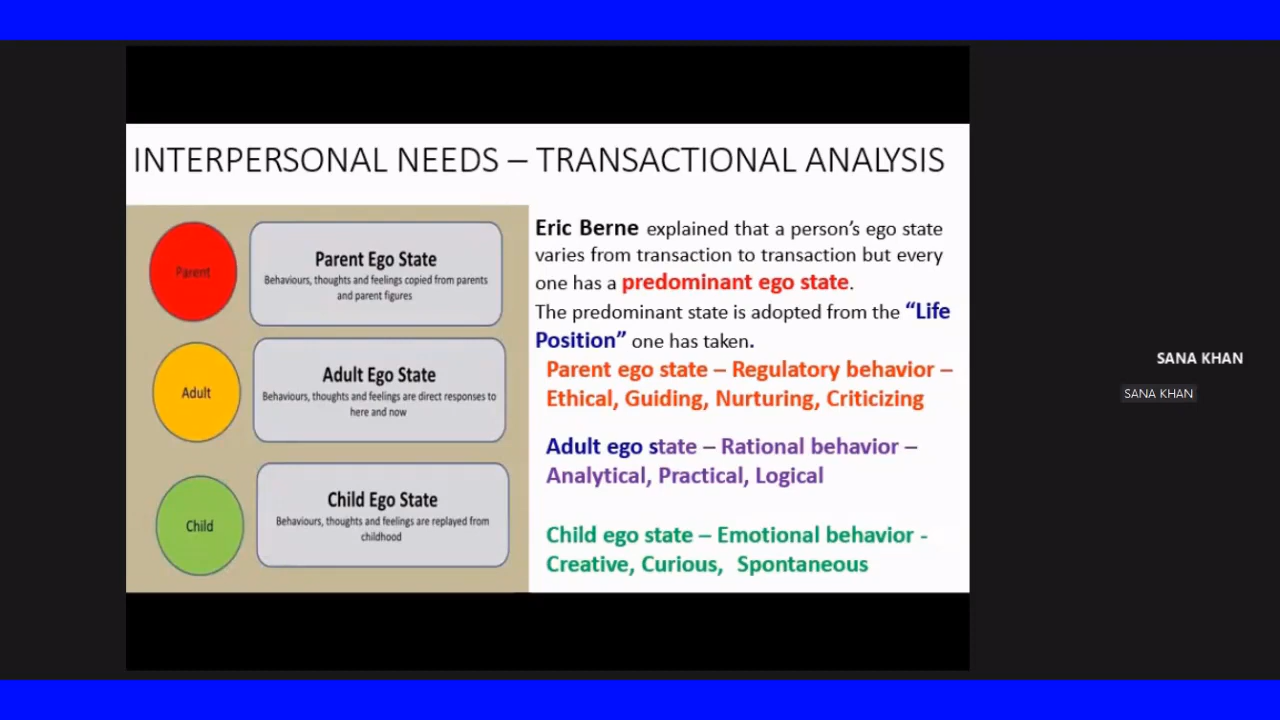 INTERPERSONAL NEEDS – TRANSACTIONAL ANALYSIS
Parent
Parent Ego State
Behaviours, thoughts and feelings copied from parents
and parent figures
Adult
Adult Ego State
Behaviours, thoughts and feelings are direct responses to
here and now
Child
Child Ego State
Behaviours, thoughts and feelings are replayed from
childhood
Eric Berne explained that a person's ego state
varies from transaction to transaction but every
one has a predominant ego state.
The predominant state is adopted from the “Life
Position” one has taken.
Parent ego state – Regulatory behavior –
Ethical, Guiding, Nurturing, Criticizing
Adult ego state – Rational behavior –
Analytical, Practical, Logical
Child ego state – Emotional behavior -
Creative, Curious, Spontaneous
SANA KHAN
SANA KHAN